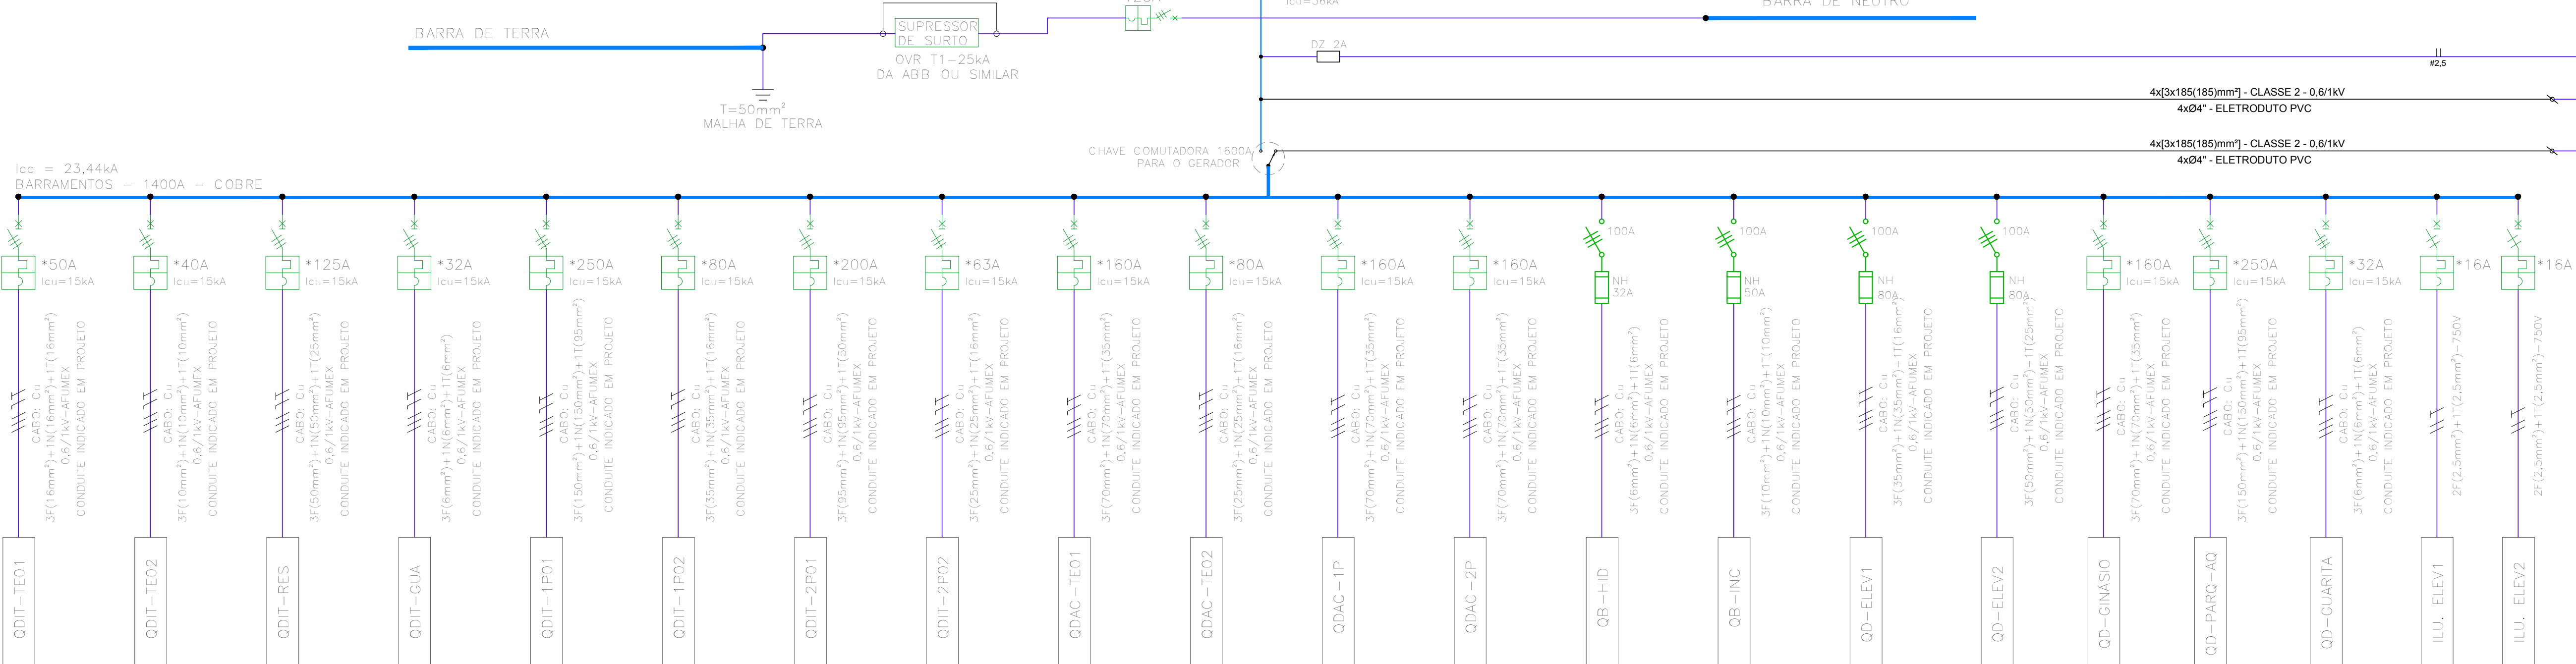 Icu=36kA
BARRA DE NEUTRO
BARRA DE TERRA
SUPRESSOR
DE SURTO
OVR T1-25kA
DA ABB OU SIMILAR
DZ 2A
#2,5
T=50mm²
MALHA DE TERRA
4x[3x185(185)mm²] - CLASSE 2 - 0,6/1kV
4xØ4" - ELETRODUTO PVC
CHAVE COMUTADORA 1600A
PARA O GERADOR
4x[3x185(185)mm²] - CLASSE 2 - 0,6/1kV
4xØ4" - ELETRODUTO PVC
Icc = 23,44kA
BARRAMENTOS - 1400A - COBRE
*50A
Icu=15kA
CABO: Cu
3F(16mm²)+1N(16mm²)+1T(16mm²)
0,6/1kV-AFUMEX
CONDUITE INDICADO EM PROJETO
QDIT-TE01
*40A
Icu=15kA
CABO: Cu
3F(10mm²)+1N(10mm²)+1T(10mm²)
0,6/1kV-AFUMEX
CONDUITE INDICADO EM PROJETO
QDIT-TE02
*125A
Icu=15kA
CABO: Cu
3F(50mm²)+1N(50mm²)+1T(25mm²)
0,6/1kV-AFUMEX
CONDUITE INDICADO EM PROJETO
QDIT-RES
*32A
Icu=15kA
CABO: Cu
3F(6mm²)+1N(6mm²)+1T(6mm²)
0,6/1kV-AFUMEX
CONDUITE INDICADO EM PROJETO
QDIT-GUA
*250A
Icu=15kA
CABO: Cu
3F(150mm²)+1N(150mm²)+1T(95mm²)
0,6/1kV-AFUMEX
CONDUITE INDICADO EM PROJETO
QDIT-1P01
*80A
Icu=15kA
CABO: Cu
3F(35mm²)+1N(35mm²)+1T(16mm²)
0,6/1kV-AFUMEX
CONDUITE INDICADO EM PROJETO
QDIT-1P02
*200A
Icu=15kA
CABO: Cu
3F(95mm²)+1N(95mm²)+1T(50mm²)
0,6/1kV-AFUMEX
CONDUITE INDICADO EM PROJETO
QDIT-2P01
*63A
Icu=15kA
CABO: Cu
3F(25mm²)+1N(25mm²)+1T(16mm²)
0,6/1kV-AFUMEX
CONDUITE INDICADO EM PROJETO
QDIT-2P02
*160A
Icu=15kA
CABO: Cu
3F(70mm²)+1N(70mm²)+1T(35mm²)
0,6/1kV-AFUMEX
CONDUITE INDICADO EM PROJETO
QDAC-TE01
*80A
Icu=15kA
CABO: Cu
3F(25mm²)+1N(25mm²)+1T(16mm²)
0,6/1kV-AFUMEX
CONDUITE INDICADO EM PROJETO
QDAC-TE02
*160A
Icu=15kA
CABO: Cu
3F(70mm²)+1N(70mm²)+1T(35mm²)
0,6/1kV-AFUMEX
CONDUITE INDICADO EM PROJETO
QDAC-1P
*160A
Icu=15kA
CABO: Cu
3F(70mm²)+1N(70mm²)+1T(35mm²)
0,6/1kV-AFUMEX
CONDUITE INDICADO EM PROJETO
QDAC-2P
100A
NH
32A
CABO: Cu
3F(6mm²)+1N(6mm²)+1T(6mm²)
0,6/1kV-AFUMEX
CONDUITE INDICADO EM PROJETO
QB-HID
100A
NH
50A
CABO: Cu
3F(10mm²)+1N(10mm²)+1T(10mm²)
0,6/1kV-AFUMEX
CONDUITE INDICADO EM PROJETO
QB-INC
100A
NH
80A
CABO: Cu
3F(35mm²)+1N(35mm²)+1T(16mm²)
0,6/1kV-AFUMEX
CONDUITE INDICADO EM PROJETO
QD-ELEV1
100A
NH
80A
CABO: Cu
3F(50mm²)+1N(50mm²)+1T(25mm²)
0,6/1kV-AFUMEX
CONDUITE INDICADO EM PROJETO
QD-ELEV2
*160A
Icu=15kA
CABO: Cu
3F(70mm²)+1N(70mm²)+1T(35mm²)
0,6/1kV-AFUMEX
CONDUITE INDICADO EM PROJETO
QD-GINÁSIO
*250A
Icu=15kA
CABO: Cu
3F(150mm²)+1N(150mm²)+1T(95mm²)
0,6/1kV-AFUMEX
CONDUITE INDICADO EM PROJETO
QD-PARQ-AQ
*32A
Icu=15kA
CABO: Cu
3F(6mm²)+1N(6mm²)+1T(6mm²)
0,6/1kV-AFUMEX
CONDUITE INDICADO EM PROJETO
QD-GUARITA
*16A
2F(2,5mm²)+1T(2,5mm²)-750V
ILU. ELEV1
*16A
2F(2,5mm²)+1T(2,5mm²)-750V
ILU. ELEV2